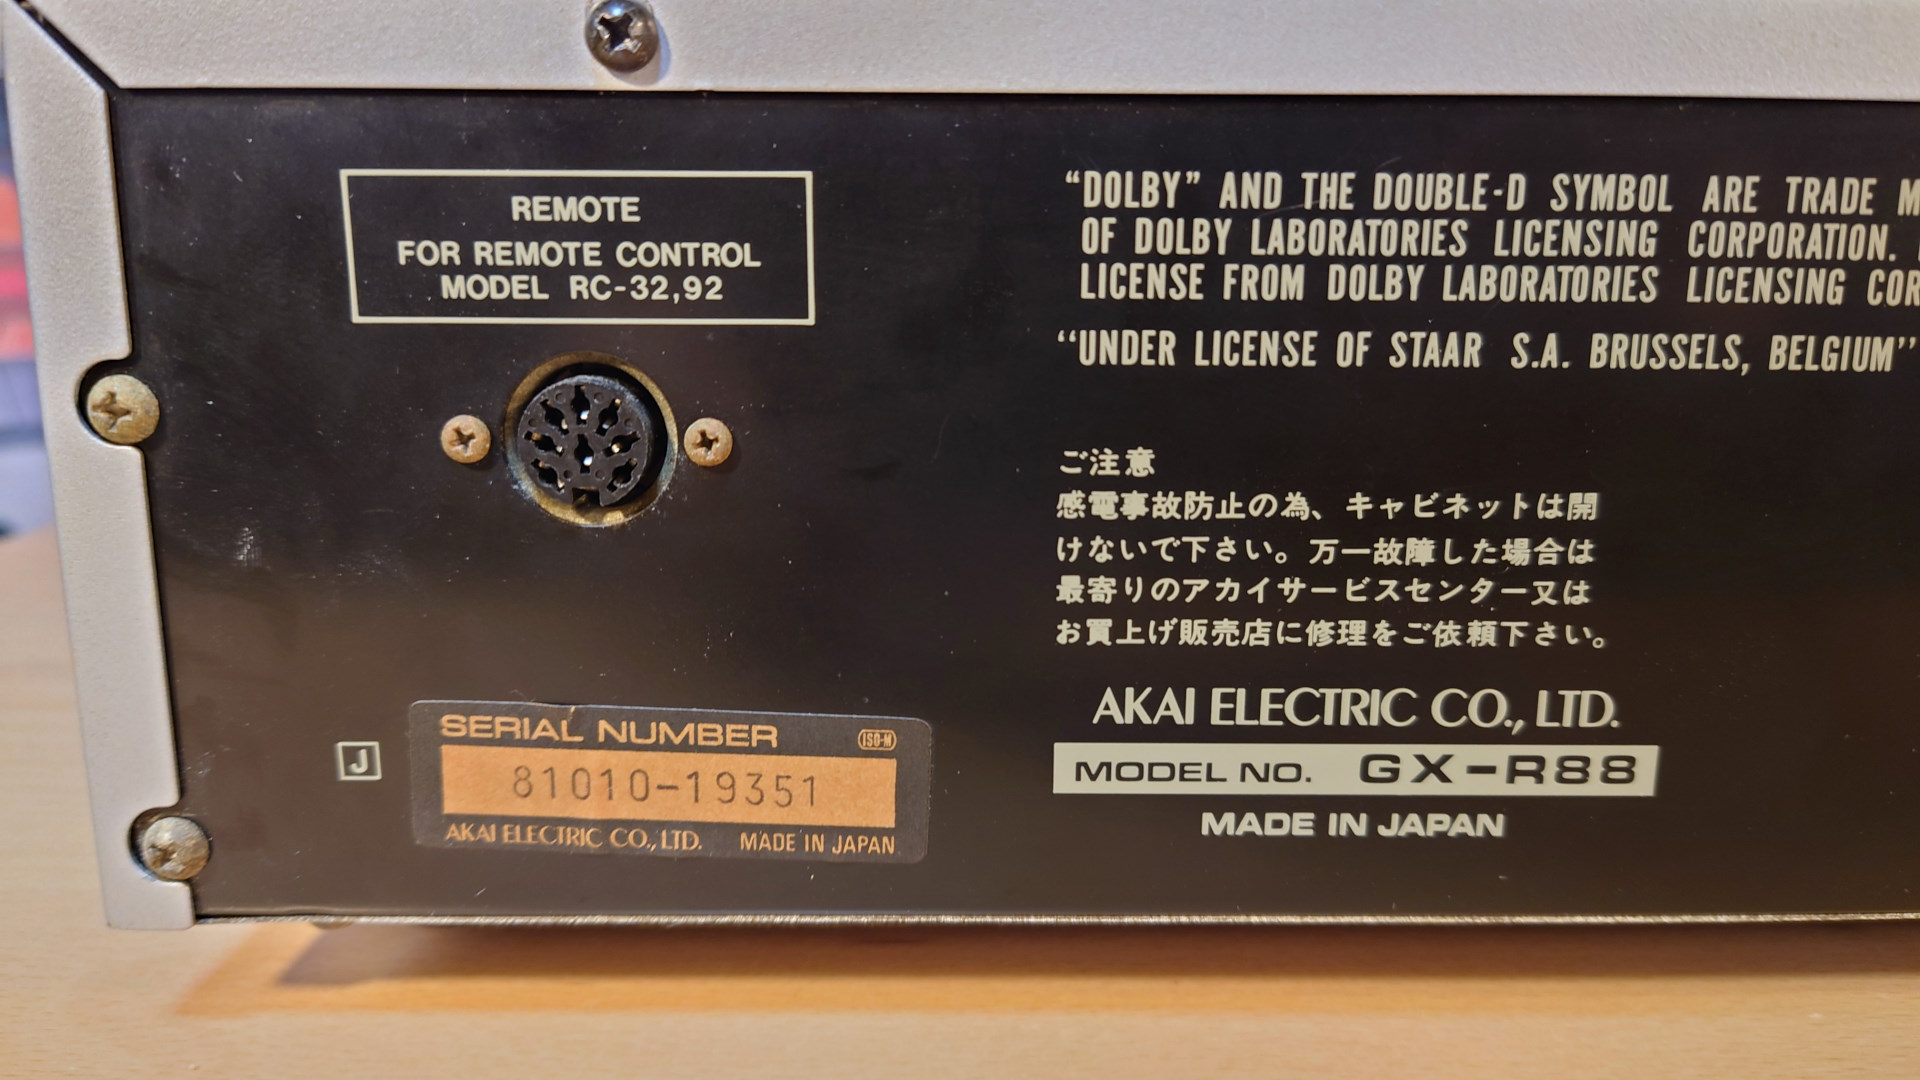 REMOTE
FOR REMOTE CONTROL
MODEL RC-32,92
“DOLBY” AND THE DOUBLE-D SYMBOL ARE TRADE
OF DOLBY LABORATORIES LICENSING CORPORATION.
LICENSE FROM DOLBY LABORATORIES LICENSING
“UNDER LICENSE OF STAAR S.A. BRUSSELS, BELGIUM”
ご注意
感電事故防止の為、キャビネットは開
けないで下さい。万一故障した場合は
最寄りのアカイサービスセンター又は
お買上げ販売店に修理をご依頼下さい。
AKAI ELECTRIC CO., LTD.
MODEL NO. GX-R88
MADE IN JAPAN
J
SERIAL NUMBER ISO-M
81010-19351
AKAI ELECTRIC CO., LTD. MADE IN JAPAN